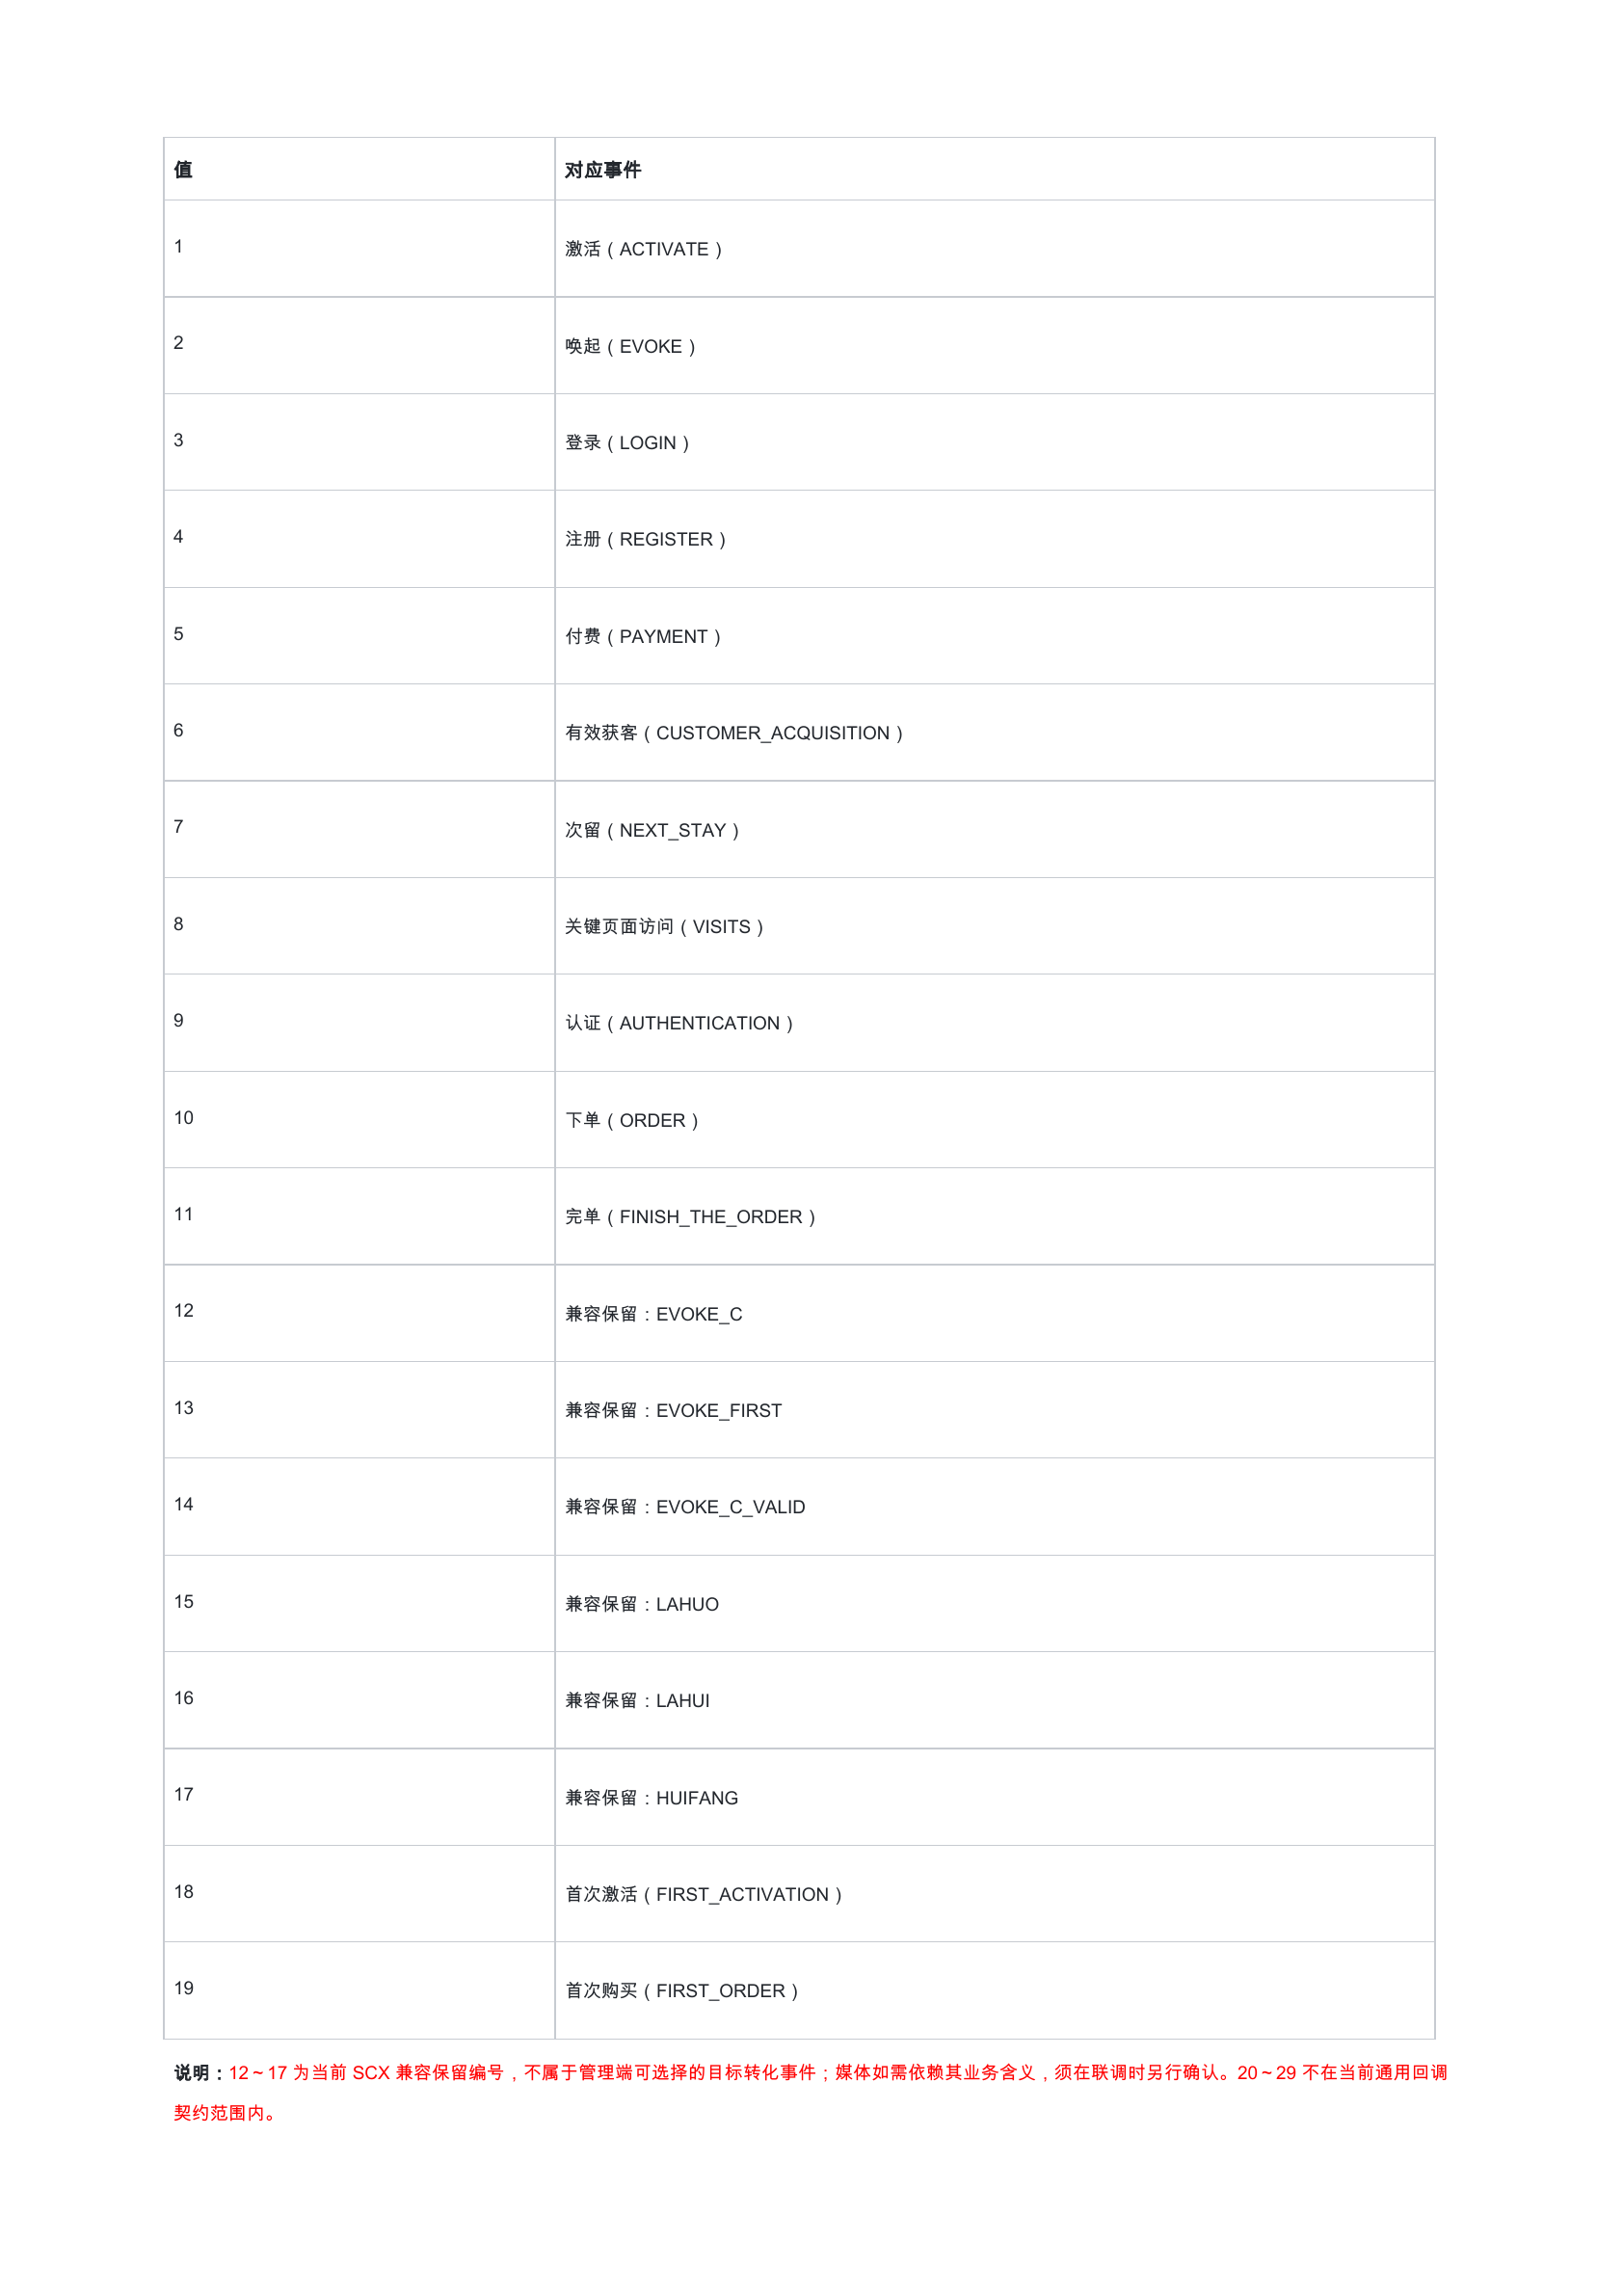 值 对应事件
1 激活（ACTIVATE）
2 唤起（EVOKE）
3 登录（LOGIN）
4 注册（REGISTER）
5 付费（PAYMENT）
6 有效获客（CUSTOMER_ACQUISITION）
7 次留（NEXT_STAY）
8 关键页面访问（VISITS）
9 认证（AUTHENTICATION）
10 下单（ORDER）
11 完单（FINISH_THE_ORDER）
12 兼容保留：EVOKE_C
13 兼容保留：EVOKE_FIRST
14 兼容保留：EVOKE_C_VALID
15 兼容保留：LAHUO
16 兼容保留：LAHUI
17 兼容保留：HUIFANG
18 首次激活（FIRST_ACTIVATION）
19 首次购买（FIRST_ORDER）
说明：12～17 为当前 SCX 兼容保留编号，不属于管理端可选择的目标转化事件；媒体如需依赖其业务含义，须在联调时另行确认。20～29 不在当前通用回调
契约范围内。